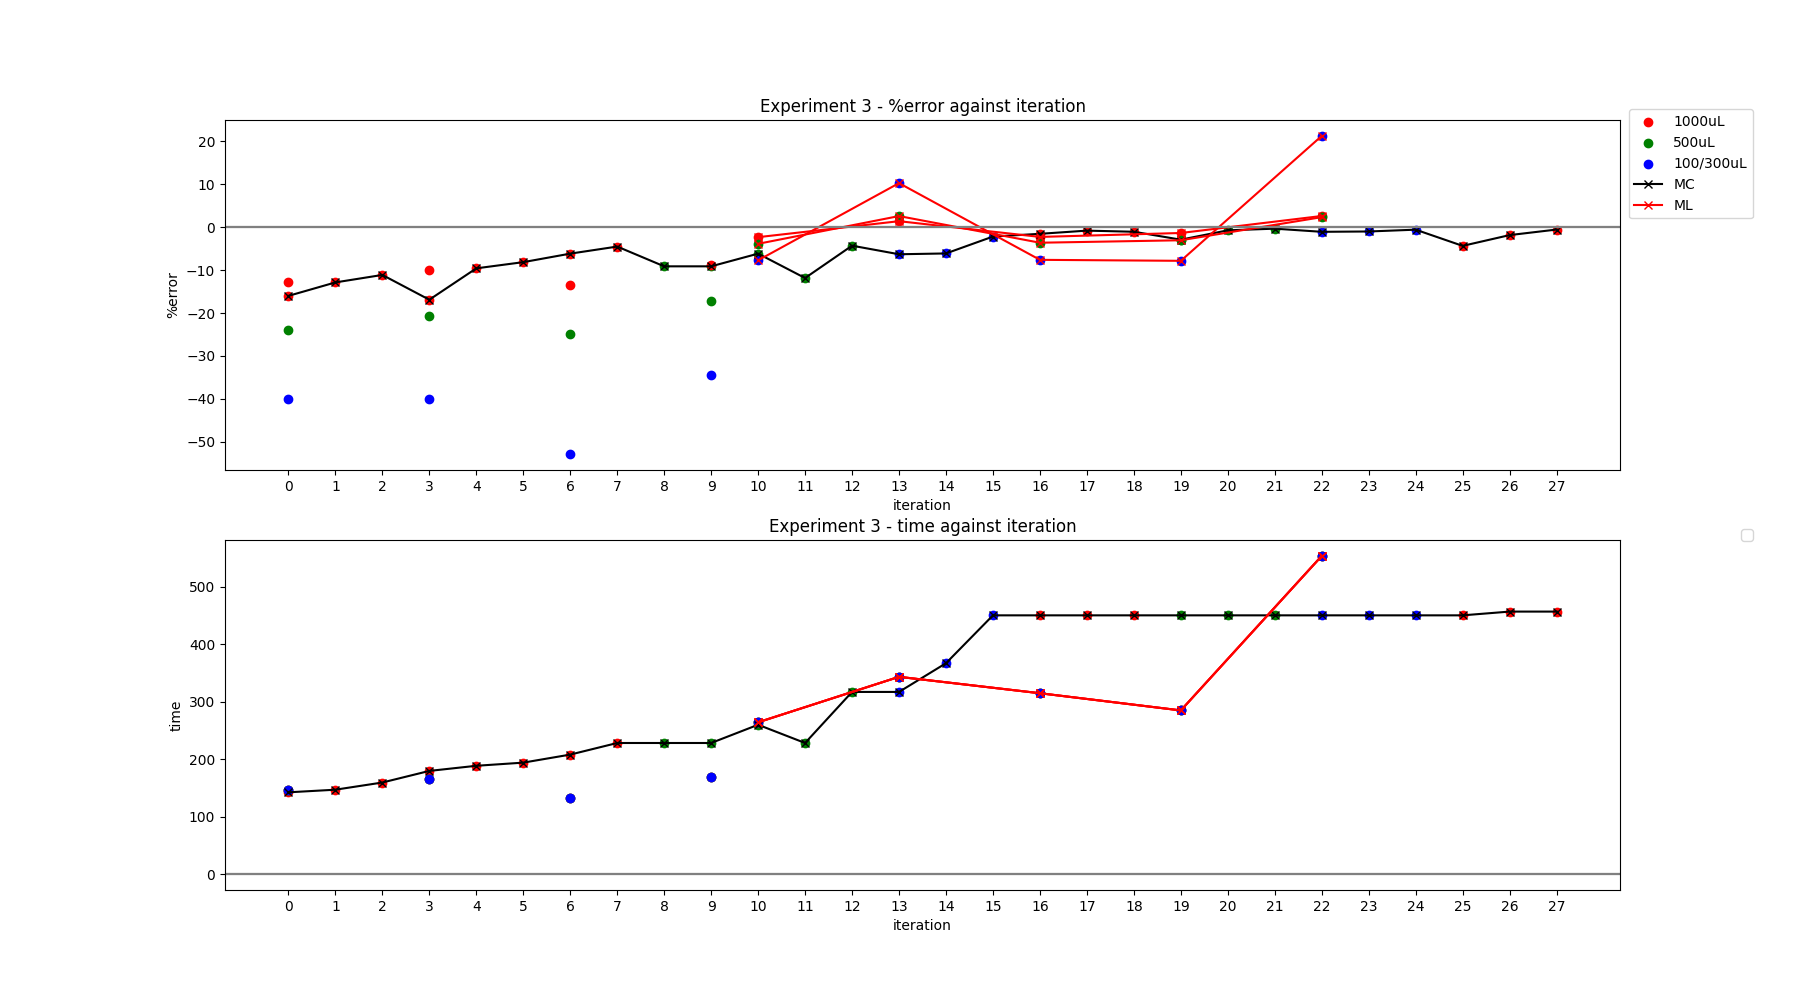 Experiment 3 - %error against iteration
20
10
0
−10
−20
−30
−40
−50
%error
0 1 2 3 4 5 6 7 8 9 10 11 12 13 14 15 16 17 18 19 20 21 22 23 24 25 26 27
iteration
1000uL
500uL
100/300uL
MC
ML
Experiment 3 - time against iteration
500
400
300
200
100
0
time
0 1 2 3 4 5 6 7 8 9 10 11 12 13 14 15 16 17 18 19 20 21 22 23 24 25 26 27
iteration